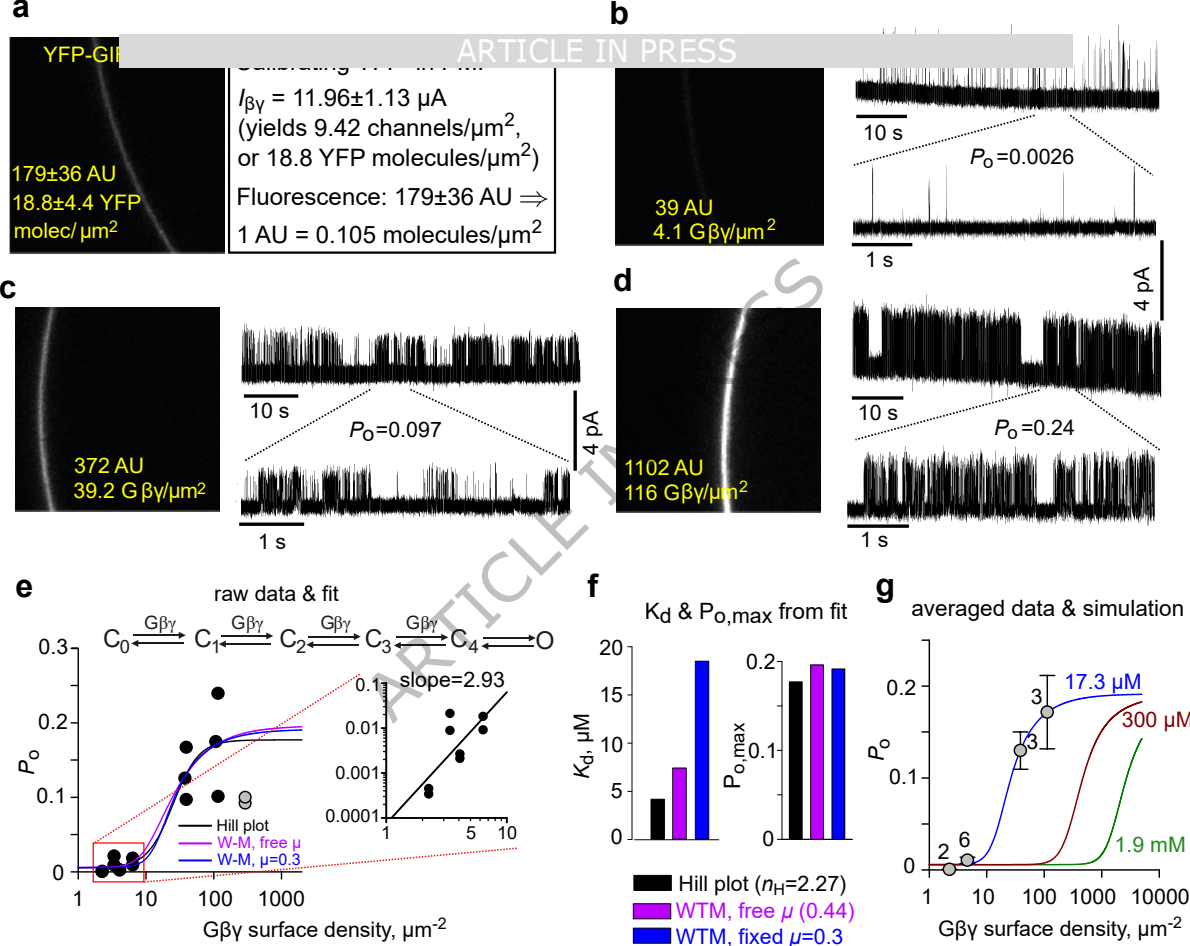 a
YFP-GI
ARTICLE IN PRESS
I_βγ = 11.96±1.13 µA
(yields 9.42 channels/µm²,
or 18.8 YFP molecules/µm²)
Fluorescence: 179±36 AU ⇒
1 AU = 0.105 molecules/µm²
179±36 AU
18.8±4.4 YFP
molec/ µm²
b
39 AU
4.1 Gβγ/µm²
10 s
Pₒ=0.0026
1 s
4 pA
c
372 AU
39.2 Gβγ/µm²
10 s
Pₒ=0.097
1 s
4 pA
d
1102 AU
116 Gβγ/µm²
10 s
Pₒ=0.24
1 s
ARTICLE IN
S
e
raw data & fit
Gβγ Gβγ Gβγ Gβγ
C₀ C₁ C₂ C₃ C₄ O
Pₒ
0.3
0.2
0.1
0
slope=2.93
0.1
0.010
0.001
0.0001
1 5 10
Hill plot
W-M, free µ
W-M, µ=0.3
1 10 100 1000
Gβγ surface density, µm⁻²
f
K_d & P_o,max from fit
K_d, µM
20
15
10
5
0
P_o,max
0.2
0.1
0
Hill plot (n_H=2.27)
WTM, free µ (0.44)
WTM, fixed µ=0.3
g
averaged data & simulation
Pₒ
0.2
0.1
0
17.3 µM
300 µM
1.9 mM
2
6
3
3
1 10 100 1000 10000
Gβγ surface density, µm⁻²